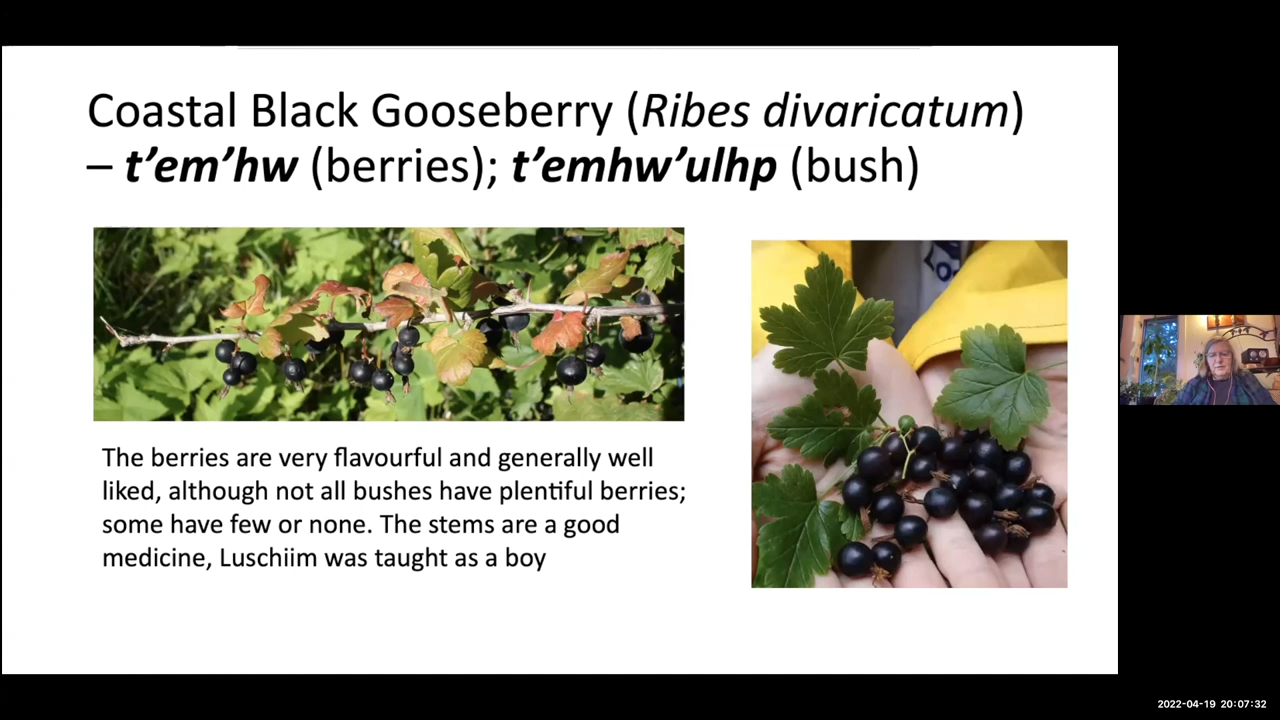 Coastal Black Gooseberry (Ribes divaricatum)
– t’em’hw (berries); t’emhw’ulhp (bush)
The berries are very flavourful and generally well
liked, although not all bushes have plentiful berries;
some have few or none. The stems are a good
medicine, Luschiim was taught as a boy
2022-04-19 20:07:32